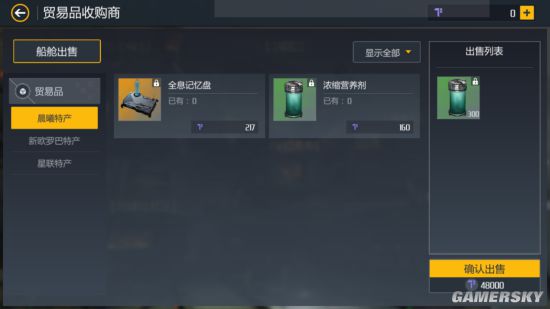 贸易品收购商
0
船舱出售
显示全部
出售列表
贸易品
晨曦特产
新欧罗巴特产
星联特产
全息记忆盘
已有：0
217
浓缩营养剂
已有：0
160
300
确认出售
48000
GAMERSKY